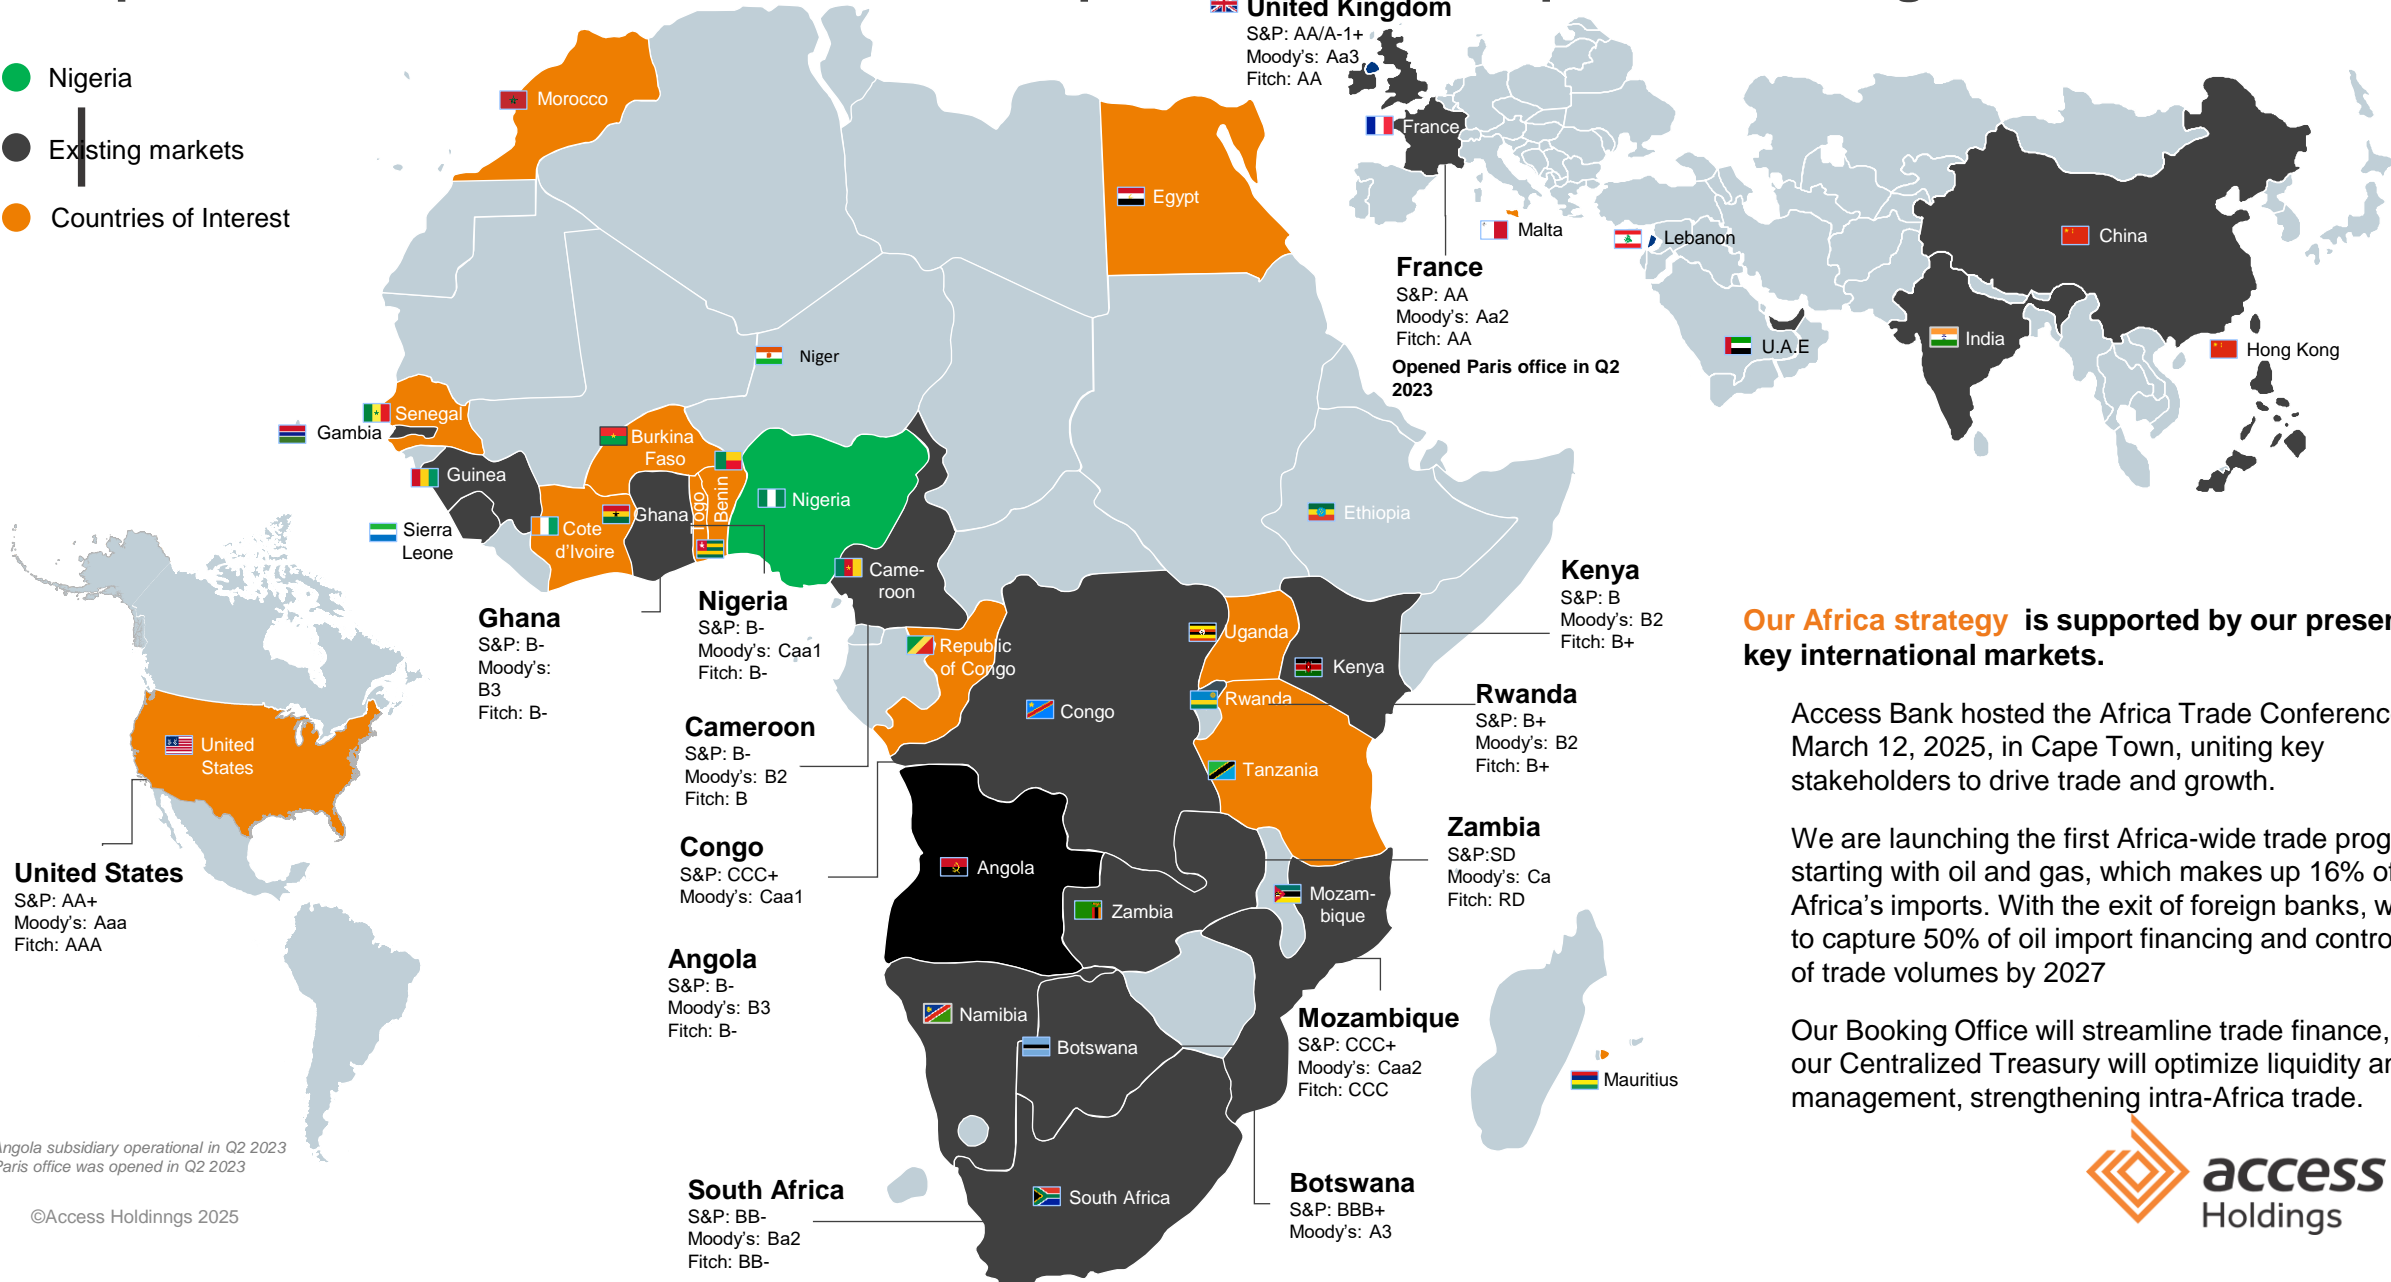 Nigeria
Existing markets
Countries of Interest
Morocco
Egypt
Niger
Senegal
Gambia
Guinea
Sierra
Leone
Burkina
Faso
Cote
d'Ivoire
Ghana
Togo
Benin
Nigeria
Came-
roon
Ethiopia
Republic
of Congo
Congo
Uganda
Kenya
Rwanda
Tanzania
Angola
Zambia
Mozam-
bique
Namibia
Botswana
South Africa
Mauritius
United
States
France
Malta
Lebanon
U.A.E
India
China
Hong Kong
United Kingdom
S&P: AA/A-1+
Moody's: Aa3
Fitch: AA
France
S&P: AA
Moody's: Aa2
Fitch: AA
Opened Paris office in Q2
2023
Ghana
S&P: B-
Moody's:
B3
Fitch: B-
Nigeria
S&P: B-
Moody's: Caa1
Fitch: B-
Cameroon
S&P: B-
Moody's: B2
Fitch: B
Congo
S&P: CCC+
Moody's: Caa1
Angola
S&P: B-
Moody's: B3
Fitch: B-
South Africa
S&P: BB-
Moody's: Ba2
Fitch: BB-
Kenya
S&P: B
Moody's: B2
Fitch: B+
Rwanda
S&P: B+
Moody's: B2
Fitch: B+
Zambia
S&P:SD
Moody's: Ca
Fitch: RD
Mozambique
S&P: CCC+
Moody's: Caa2
Fitch: CCC
Botswana
S&P: BBB+
Moody's: A3
United States
S&P: AA+
Moody's: Aaa
Fitch: AAA
Our Africa strategy is supported by our
key international markets.
Access Bank hosted the Africa Trade
March 12, 2025, in Cape Town, uniting key
stakeholders to drive trade and growth.
We are launching the first Africa-wide trade
starting with oil and gas, which makes up 16%
Africa's imports. With the exit of foreign banks,
to capture 50% of oil import financing and
of trade volumes by 2027
Our Booking Office will streamline trade finance,
our Centralized Treasury will optimize liquidity
management, strengthening intra-Africa trade.
Angola subsidiary operational in Q2 2023
Paris office was opened in Q2 2023
©Access Holdinngs 2025
access
Holdings